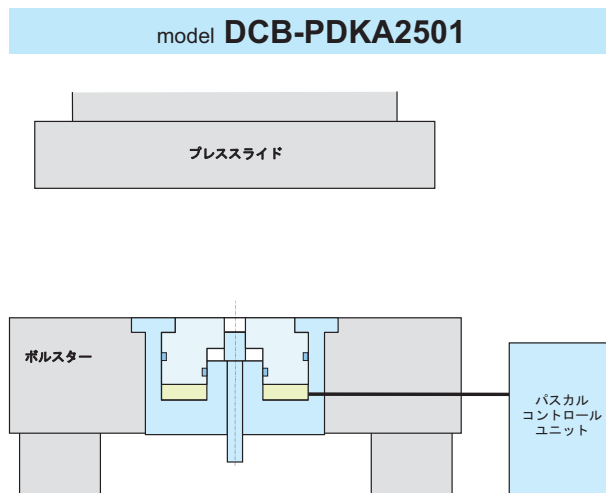 model DCB-PDKA2501
プレススライド
ボルスター
パスカル
コントロール
ユニット